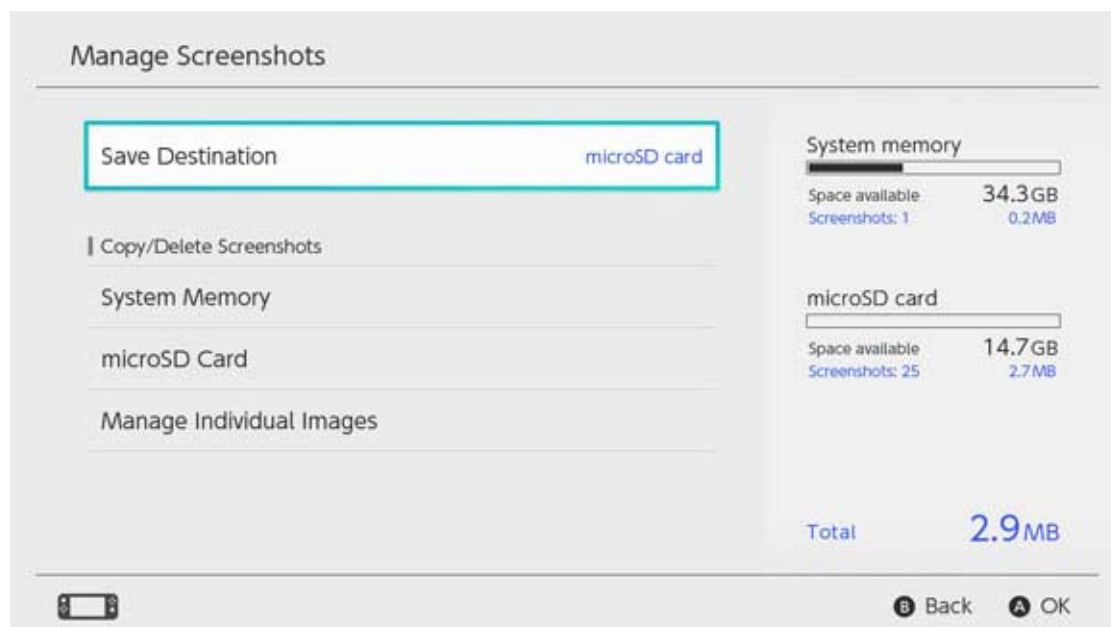 Manage Screenshots
Save Destination microSD card
Copy/Delete Screenshots
System Memory
microSD Card
Manage Individual Images
System memory
Space available 34.3GB
Screenshots: 1 0.2MB
microSD card
Space available 14.7GB
Screenshots: 25 2.7MB
Total 2.9MB
B Back A OK